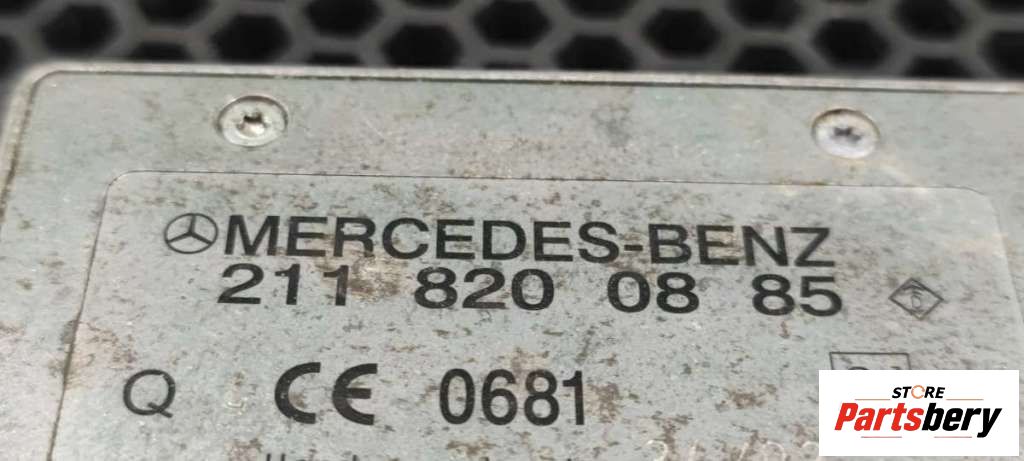 MERCEDES-BENZ
211 820 08 85
Q CE 0681
STORE
Partsbery